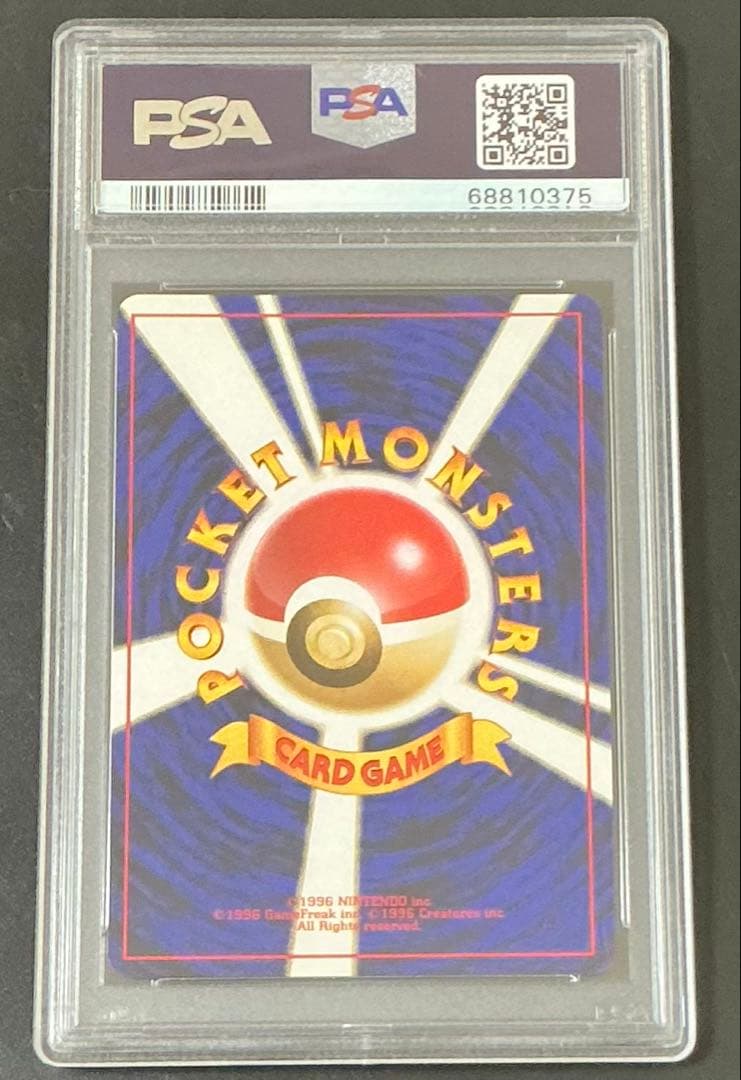 PSA
PSA
68810375
POCKET MONSTERS
CARD GAME
©1996 NINTENDO inc.
©1996 GameFreak inc. ©1996 Creatures inc.
All Rights reserved.